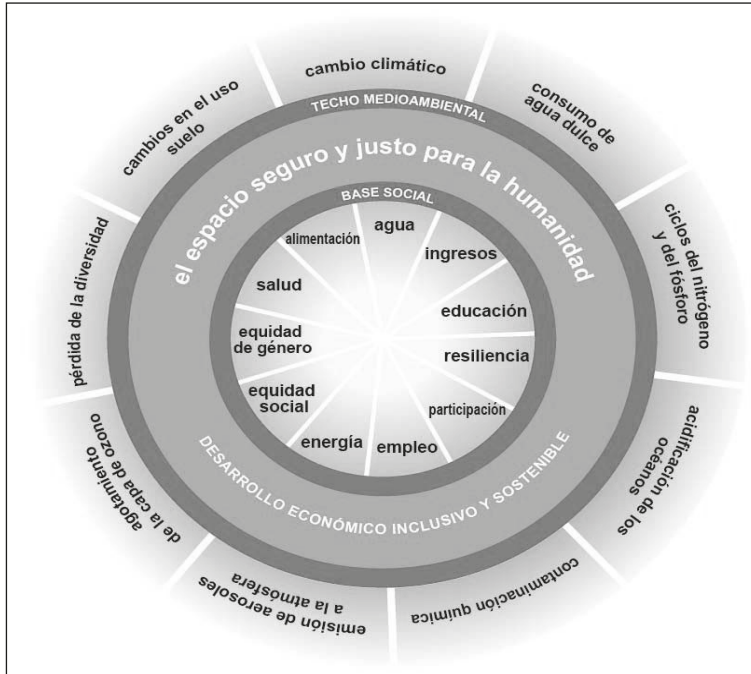 cambio climático
consumo de
agua dulce
ciclos del nitrógeno
y del fósforo
acidificación de los
océanos
contaminación química
emisión de aerosoles
a la atmósfera
agotamiento
de la capa de ozono
pérdida de la diversidad
cambios en el uso
suelo
TECHO MEDIOAMBIENTAL
el espacio seguro y justo para la humanidad
BASE SOCIAL
agua
ingresos
educación
resiliencia
participación
empleo
energía
equidad
social
equidad
de género
salud
alimentación
DESARROLLO ECONÓMICO INCLUSIVO Y SOSTENIBLE